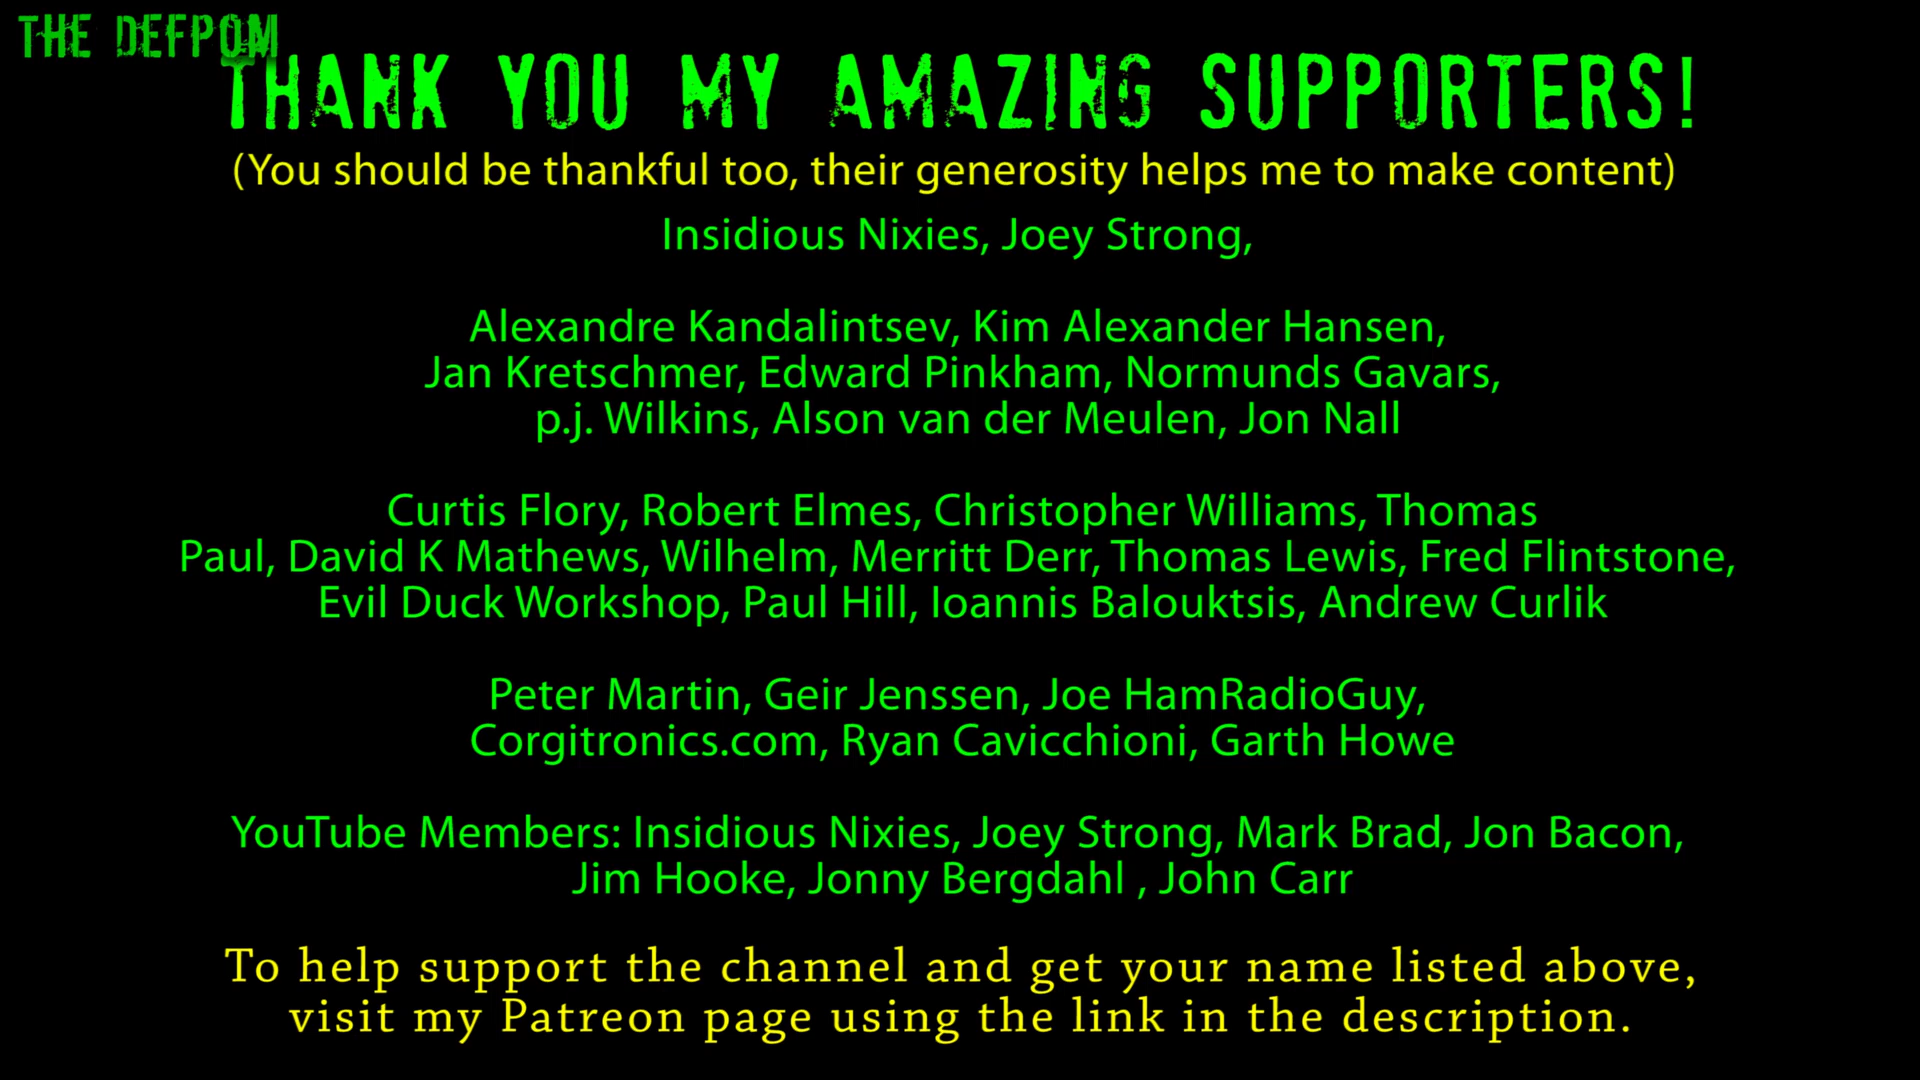 THE DEFPOM
THANK YOU MY AMAZING SUPPORTERS!
(You should be thankful too, their generosity helps me to make content)
Insidious Nixies, Joey Strong,
Alexandre Kandalintsev, Kim Alexander Hansen,
Jan Kretschmer, Edward Pinkham, Normunds Gavars,
p.j. Wilkins, Alson van der Meulen, Jon Nall
Curtis Flory, Robert Elmes, Christopher Williams, Thomas
Paul, David K Mathews, Wilhelm, Merritt Derr, Thomas Lewis, Fred Flintstone,
Evil Duck Workshop, Paul Hill, Ioannis Balouktsis, Andrew Curlik
Peter Martin, Geir Jenssen, Joe HamRadioGuy,
Corgitronics.com, Ryan Cavicchioni, Garth Howe
YouTube Members: Insidious Nixies, Joey Strong, Mark Brad, Jon Bacon,
Jim Hooke, Jonny Bergdahl , John Carr
To help support the channel and get your name listed above,
visit my Patreon page using the link in the description.